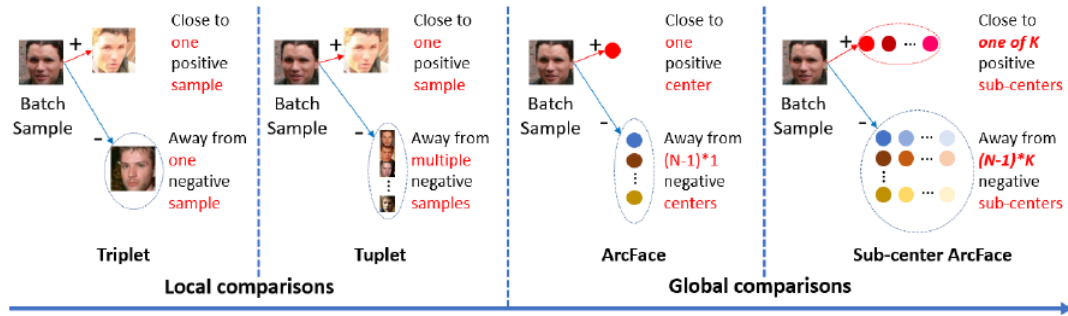 +
Close to
one
positive
sample
Batch
Sample
-
Away from
one
negative
sample
Triplet
+
Close to
one
positive
sample
Batch
Sample
-
Away from
multiple
negative
samples
Tuplet
Local comparisons
+
Close to
one
positive
center
Batch
Sample
-
Away from
(N-1)*1
negative
centers
ArcFace
+
Close to
one of K
positive
sub-centers
Batch
Sample
-
Away from
(N-1)*K
negative
sub-centers
Sub-center ArcFace
Global comparisons